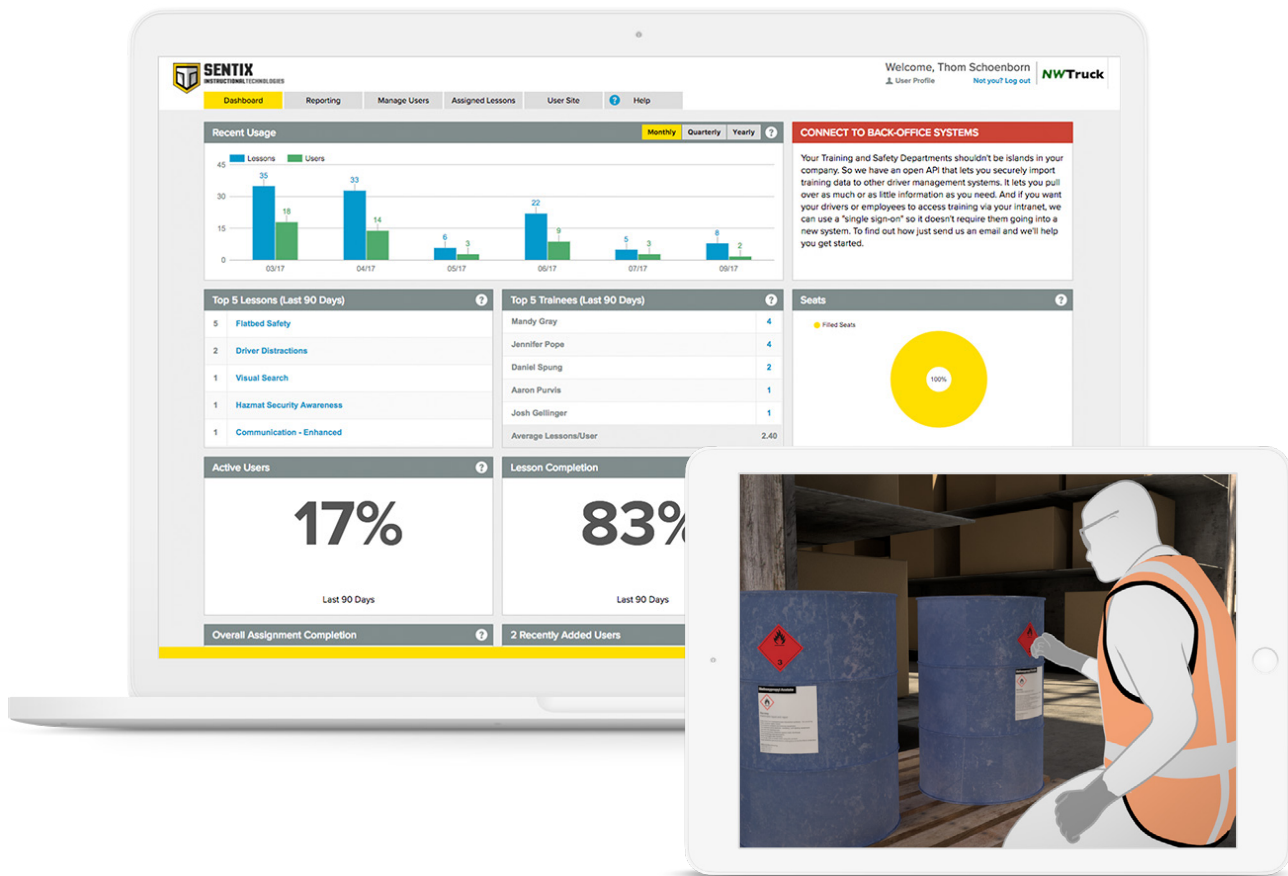 SENTIX
INSTRUCTIONAL TECHNOLOGIES
Welcome, Thom Schoenborn
User Profile
Not you? Log out
NWTruck
Dashboard
Reporting
Manage Users
Assigned Lessons
User Site
? Help
Recent Usage
Monthly
Quarterly
Yearly
?
Lessons
Users
45
30
15
0
35
18
33
14
6
3
22
9
5
3
8
2
03/17
04/17
05/17
06/17
07/17
09/17
CONNECT TO BACK-OFFICE SYSTEMS
Your Training and Safety Departments shouldn't be islands in your
company. So we have an open API that lets you securely import
training data to other driver management systems. It lets you pull
over as much or as little information as you need. And if you want
your drivers or employees to access training via your intranet, we
can use a "single sign-on" so it doesn't require them going into a
new system. To find out how just send us an email and we'll help
you get started.
Top 5 Lessons (Last 90 Days)
?
5 Flatbed Safety
2 Driver Distractions
1 Visual Search
1 Hazmat Security Awareness
1 Communication - Enhanced
Top 5 Trainees (Last 90 Days)
?
Mandy Gray 4
Jennifer Pope 4
Daniel Spung 2
Aaron Purvis 1
Josh Gellinger 1
Average Lessons/User 2.40
Seats
?
Filled Seats
100%
Active Users
?
17%
Last 90 Days
Lesson Completion
83%
Last 90 Days
Overall Assignment Completion
?
2 Recently Added Users
3